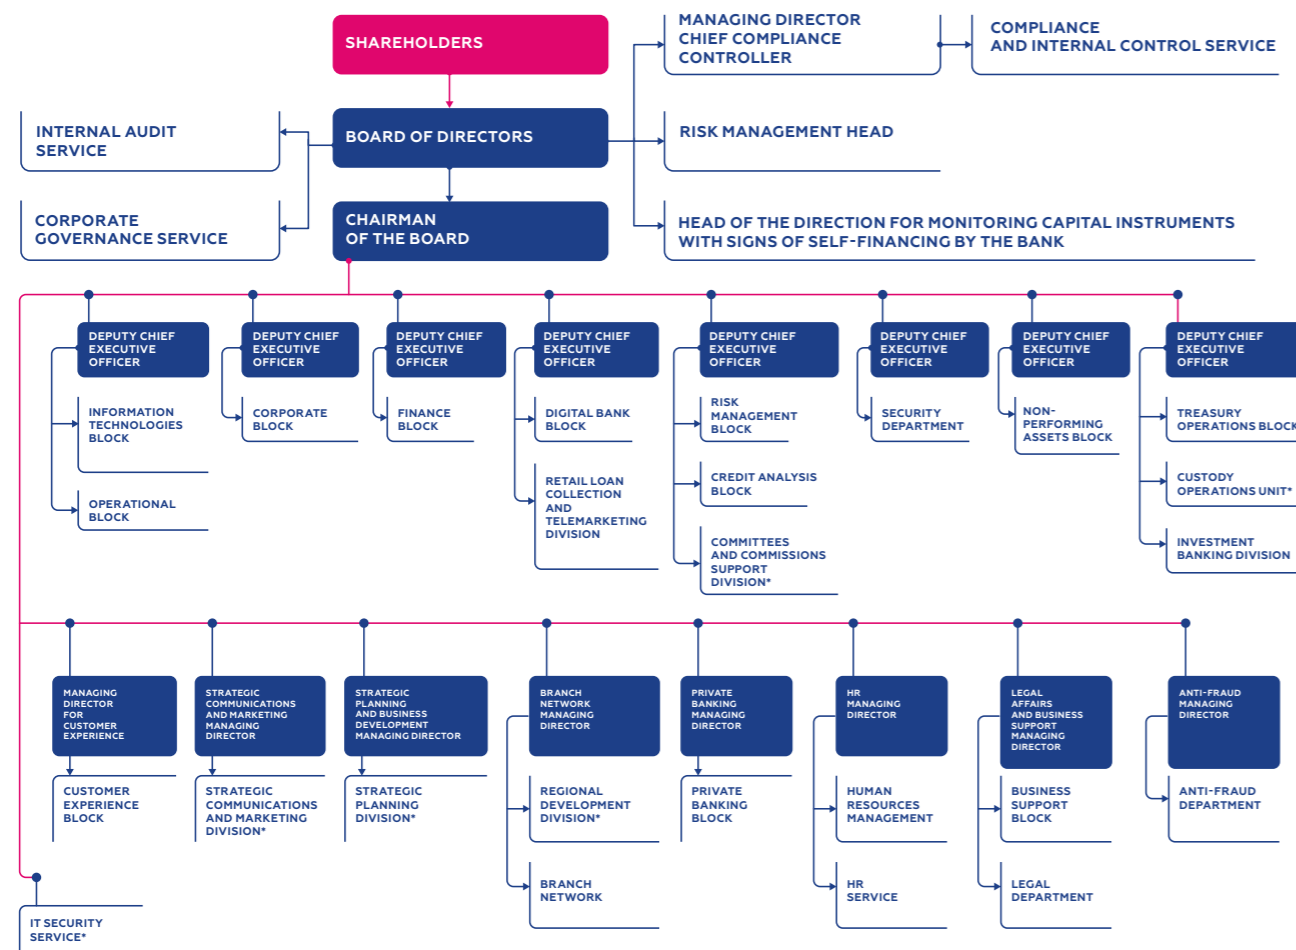 SHAREHOLDERS
MANAGING DIRECTOR
CHIEF COMPLIANCE
CONTROLLER
COMPLIANCE
AND INTERNAL CONTROL SERVICE
INTERNAL AUDIT
SERVICE
BOARD OF DIRECTORS
RISK MANAGEMENT HEAD
CORPORATE
GOVERNANCE SERVICE
CHAIRMAN
OF THE BOARD
HEAD OF THE DIRECTION FOR MONITORING CAPITAL INSTRUMENTS
WITH SIGNS OF SELF-FINANCING BY THE BANK
DEPUTY CHIEF
EXECUTIVE
OFFICER
INFORMATION
TECHNOLOGIES
BLOCK
OPERATIONAL
BLOCK
DEPUTY CHIEF
EXECUTIVE
OFFICER
CORPORATE
BLOCK
DEPUTY CHIEF
EXECUTIVE
OFFICER
FINANCE
BLOCK
DEPUTY CHIEF
EXECUTIVE
OFFICER
DIGITAL BANK
BLOCK
RETAIL LOAN
COLLECTION
AND
TELEMARKETING
DIVISION
DEPUTY CHIEF
EXECUTIVE
OFFICER
RISK
MANAGEMENT
BLOCK
CREDIT ANALYSIS
BLOCK
COMMITTEES
AND COMMISSIONS
SUPPORT
DIVISION*
DEPUTY CHIEF
EXECUTIVE
OFFICER
SECURITY
DEPARTMENT
DEPUTY CHIEF
EXECUTIVE
OFFICER
NON-
PERFORMING
ASSETS BLOCK
DEPUTY CHIEF
EXECUTIVE
OFFICER
TREASURY
OPERATIONS BLOCK
CUSTODY
OPERATIONS UNIT*
INVESTMENT
BANKING DIVISION
MANAGING
DIRECTOR
FOR
CUSTOMER
EXPERIENCE
CUSTOMER
EXPERIENCE
BLOCK
STRATEGIC
COMMUNICATIONS
AND MARKETING
MANAGING
DIRECTOR
STRATEGIC
COMMUNICATIONS
AND MARKETING
DIVISION*
STRATEGIC
PLANNING
AND BUSINESS
DEVELOPMENT
MANAGING DIRECTOR
STRATEGIC
PLANNING
DIVISION*
BRANCH
NETWORK
MANAGING
DIRECTOR
REGIONAL
DEVELOPMENT
DIVISION*
BRANCH
NETWORK
PRIVATE
BANKING
MANAGING
DIRECTOR
PRIVATE
BANKING
BLOCK
HR
MANAGING
DIRECTOR
HUMAN
RESOURCES
MANAGEMENT
HR
SERVICE
LEGAL
AFFAIRS
AND BUSINESS
SUPPORT
MANAGING
DIRECTOR
BUSINESS
SUPPORT
BLOCK
LEGAL
DEPARTMENT
ANTI-FRAUD
MANAGING
DIRECTOR
ANTI-FRAUD
DEPARTMENT
IT SECURITY
SERVICE*